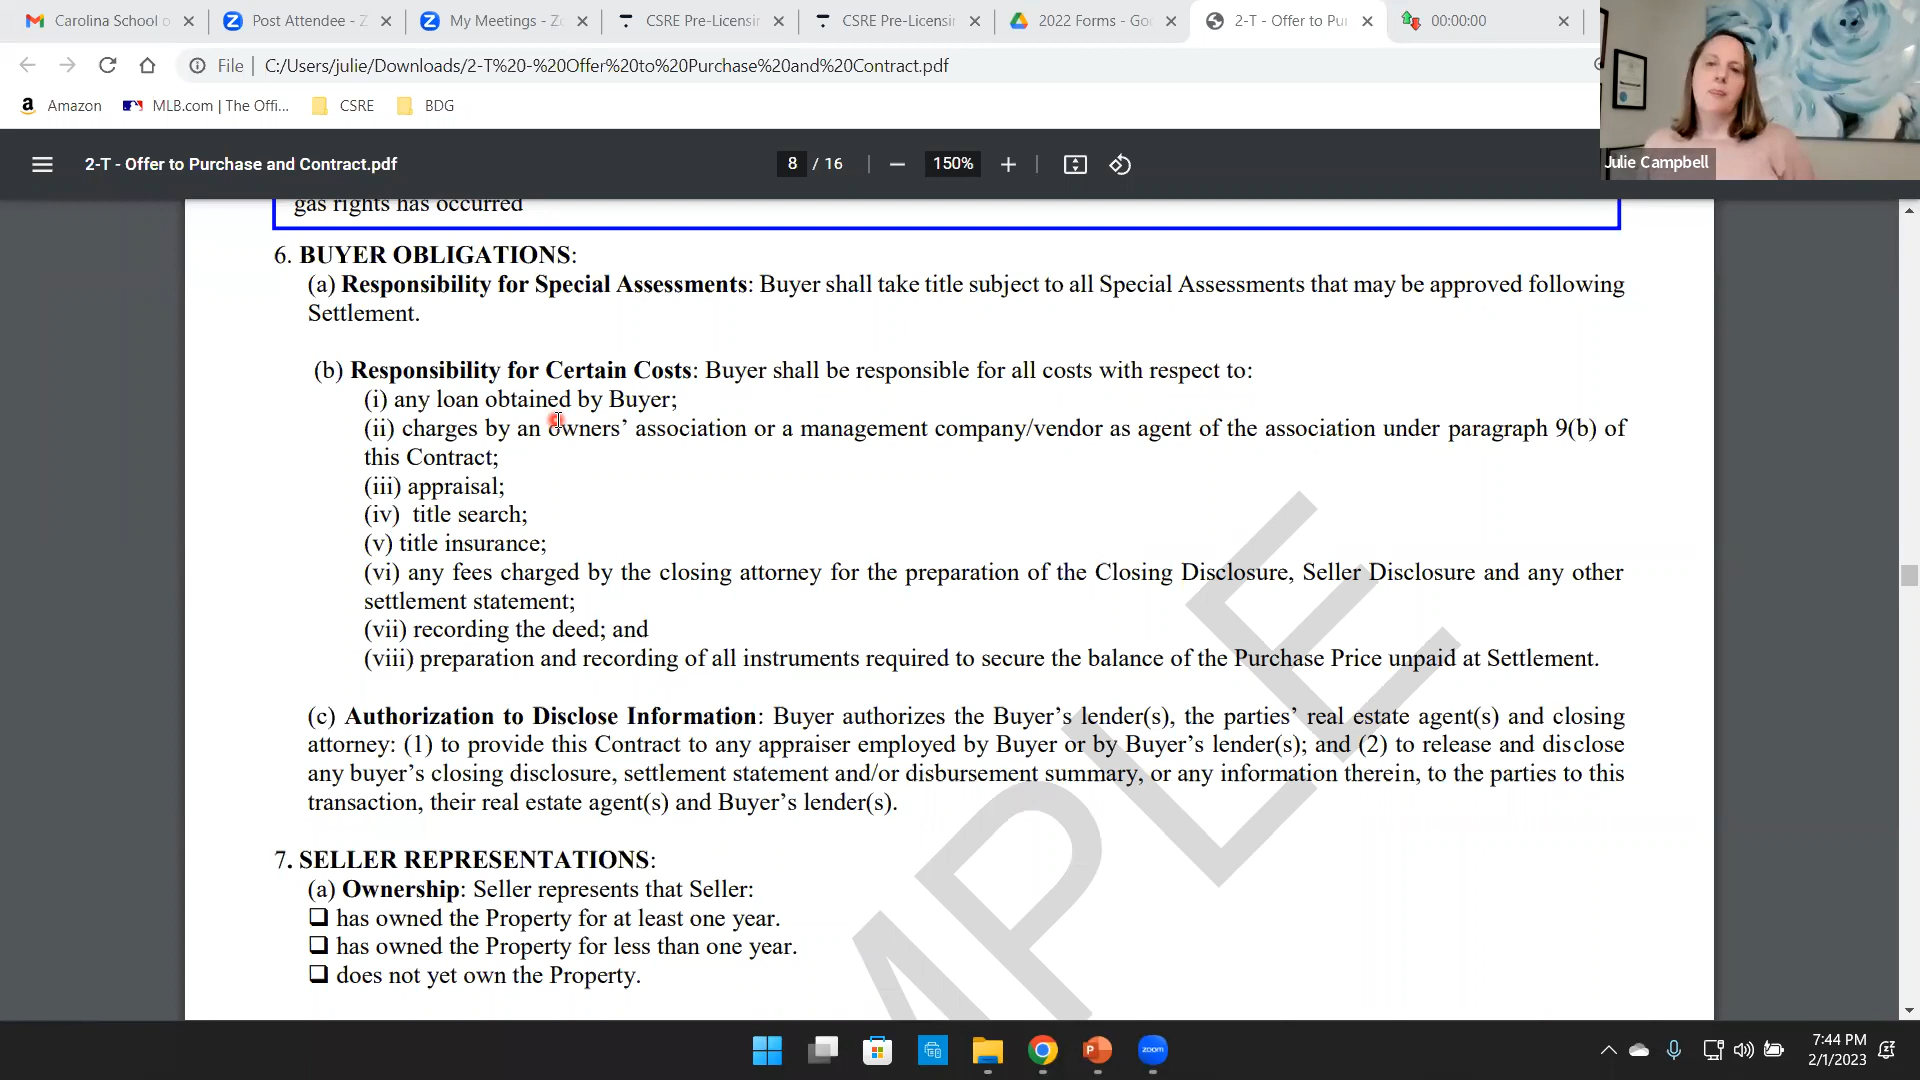 Carolina School o
Post Attendee - Z
My Meetings - Zo
CSRE Pre-Licensin
CSRE Pre-Licensin
2022 Forms - Goo
2-T - Offer to Pur
00:00:00
File | C:/Users/julie/Downloads/2-T%20-%20Offer%20to%20Purchase%20and%20Contract.pdf
a Amazon
MLB.com | The Offi...
CSRE
BDG
2-T - Offer to Purchase and Contract.pdf
8 / 16
150%
Julie Campbell
gas rights has occurred
6. BUYER OBLIGATIONS:
(a) Responsibility for Special Assessments: Buyer shall take title subject to all Special Assessments that may be approved following
Settlement.
(b) Responsibility for Certain Costs: Buyer shall be responsible for all costs with respect to:
(i) any loan obtained by Buyer;
(ii) charges by an owners’ association or a management company/vendor as agent of the association under paragraph 9(b) of
this Contract;
(iii) appraisal;
(iv) title search;
(v) title insurance;
(vi) any fees charged by the closing attorney for the preparation of the Closing Disclosure, Seller Disclosure and any other
settlement statement;
(vii) recording the deed; and
(viii) preparation and recording of all instruments required to secure the balance of the Purchase Price unpaid at Settlement.
(c) Authorization to Disclose Information: Buyer authorizes the Buyer’s lender(s), the parties’ real estate agent(s) and closing
attorney: (1) to provide this Contract to any appraiser employed by Buyer or by Buyer’s lender(s); and (2) to release and disclose
any buyer’s closing disclosure, settlement statement and/or disbursement summary, or any information therein, to the parties to this
transaction, their real estate agent(s) and Buyer’s lender(s).
7. SELLER REPRESENTATIONS:
(a) Ownership: Seller represents that Seller:
❑ has owned the Property for at least one year.
❑ has owned the Property for less than one year.
❑ does not yet own the Property.
MPLE
zoom
7:44 PM
2/1/2023